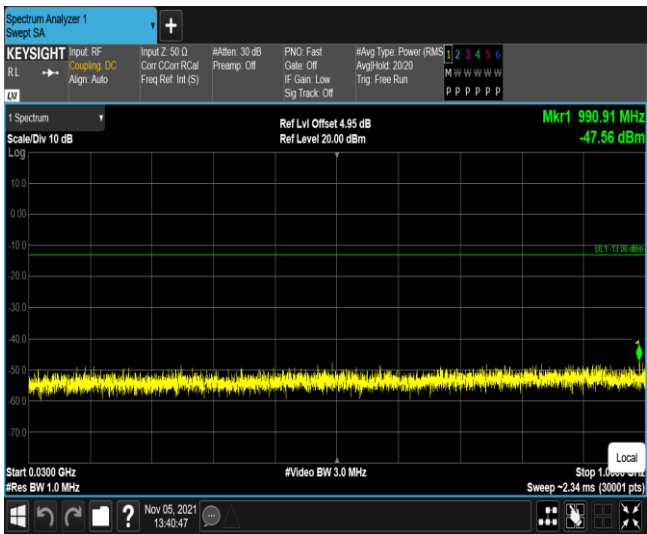 Spectrum Analyzer 1
Swept SA
+
KEYSIGHT
RL
LXI
Input: RF
Coupling: DC
Align: Auto
Input Z: 50 Ω
Corr CCorr RCal
Freq Ref: Int (S)
#Atten: 30 dB
Preamp: Off
PNO: Fast
Gate: Off
IF Gain: Low
Sig Track: Off
#Avg Type: Power (RMS
Avg|Hold: 20/20
Trig: Free Run
1 2 3 4 5 6
M W W W W W
P P P P P P
1 Spectrum
Scale/Div 10 dB
Log
Ref Lvl Offset 4.95 dB
Ref Level 20.00 dBm
Mkr1 990.91 MHz
-47.56 dBm
10.0
0.00
-10.0
DL1 -13.00 dBm
-20.0
-30.0
-40.0
-50.0
-60.0
-70.0
Local
Start 0.0300 GHz
#Video BW 3.0 MHz
Stop
#Res BW 1.0 MHz
Sweep ~2.34 ms (30001 pts)
?
Nov 05, 2021
13:40:47